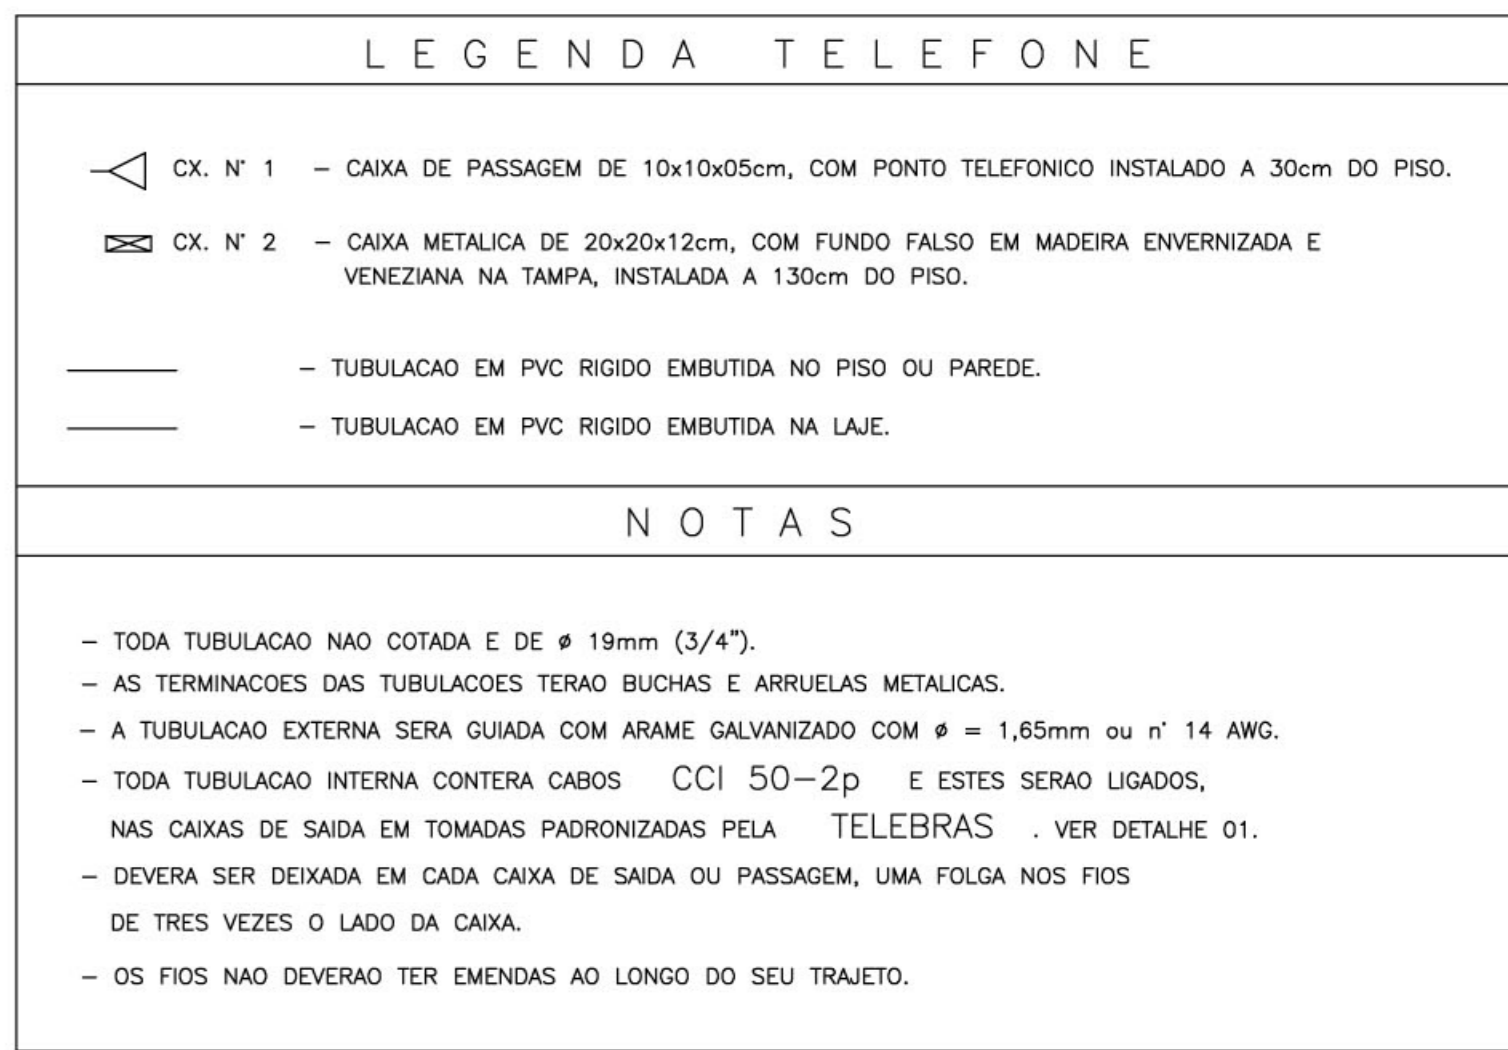 LEGENDA TELEFONE
CX. N° 1 – CAIXA DE PASSAGEM DE 10x10x05cm, COM PONTO TELEFONICO INSTALADO A 30cm DO PISO.
CX. N° 2 – CAIXA METALICA DE 20x20x12cm, COM FUNDO FALSO EM MADEIRA ENVERNIZADA E
VENEZIANA NA TAMPA, INSTALADA A 130cm DO PISO.
– TUBULACAO EM PVC RIGIDO EMBUTIDA NO PISO OU PAREDE.
– TUBULACAO EM PVC RIGIDO EMBUTIDA NA LAJE.
NOTAS
– TODA TUBULACAO NAO COTADA E DE ø 19mm (3/4").
– AS TERMINACOES DAS TUBULACOES TERAO BUCHAS E ARRUELAS METALICAS.
– A TUBULACAO EXTERNA SERA GUIADA COM ARAME GALVANIZADO COM ø = 1,65mm ou n° 14 AWG.
– TODA TUBULACAO INTERNA CONTERA CABOS CCI 50–2p E ESTES SERAO LIGADOS,
NAS CAIXAS DE SAIDA EM TOMADAS PADRONIZADAS PELA TELEBRAS . VER DETALHE 01.
– DEVERA SER DEIXADA EM CADA CAIXA DE SAIDA OU PASSAGEM, UMA FOLGA NOS FIOS
DE TRES VEZES O LADO DA CAIXA.
– OS FIOS NAO DEVERAO TER EMENDAS AO LONGO DO SEU TRAJETO.